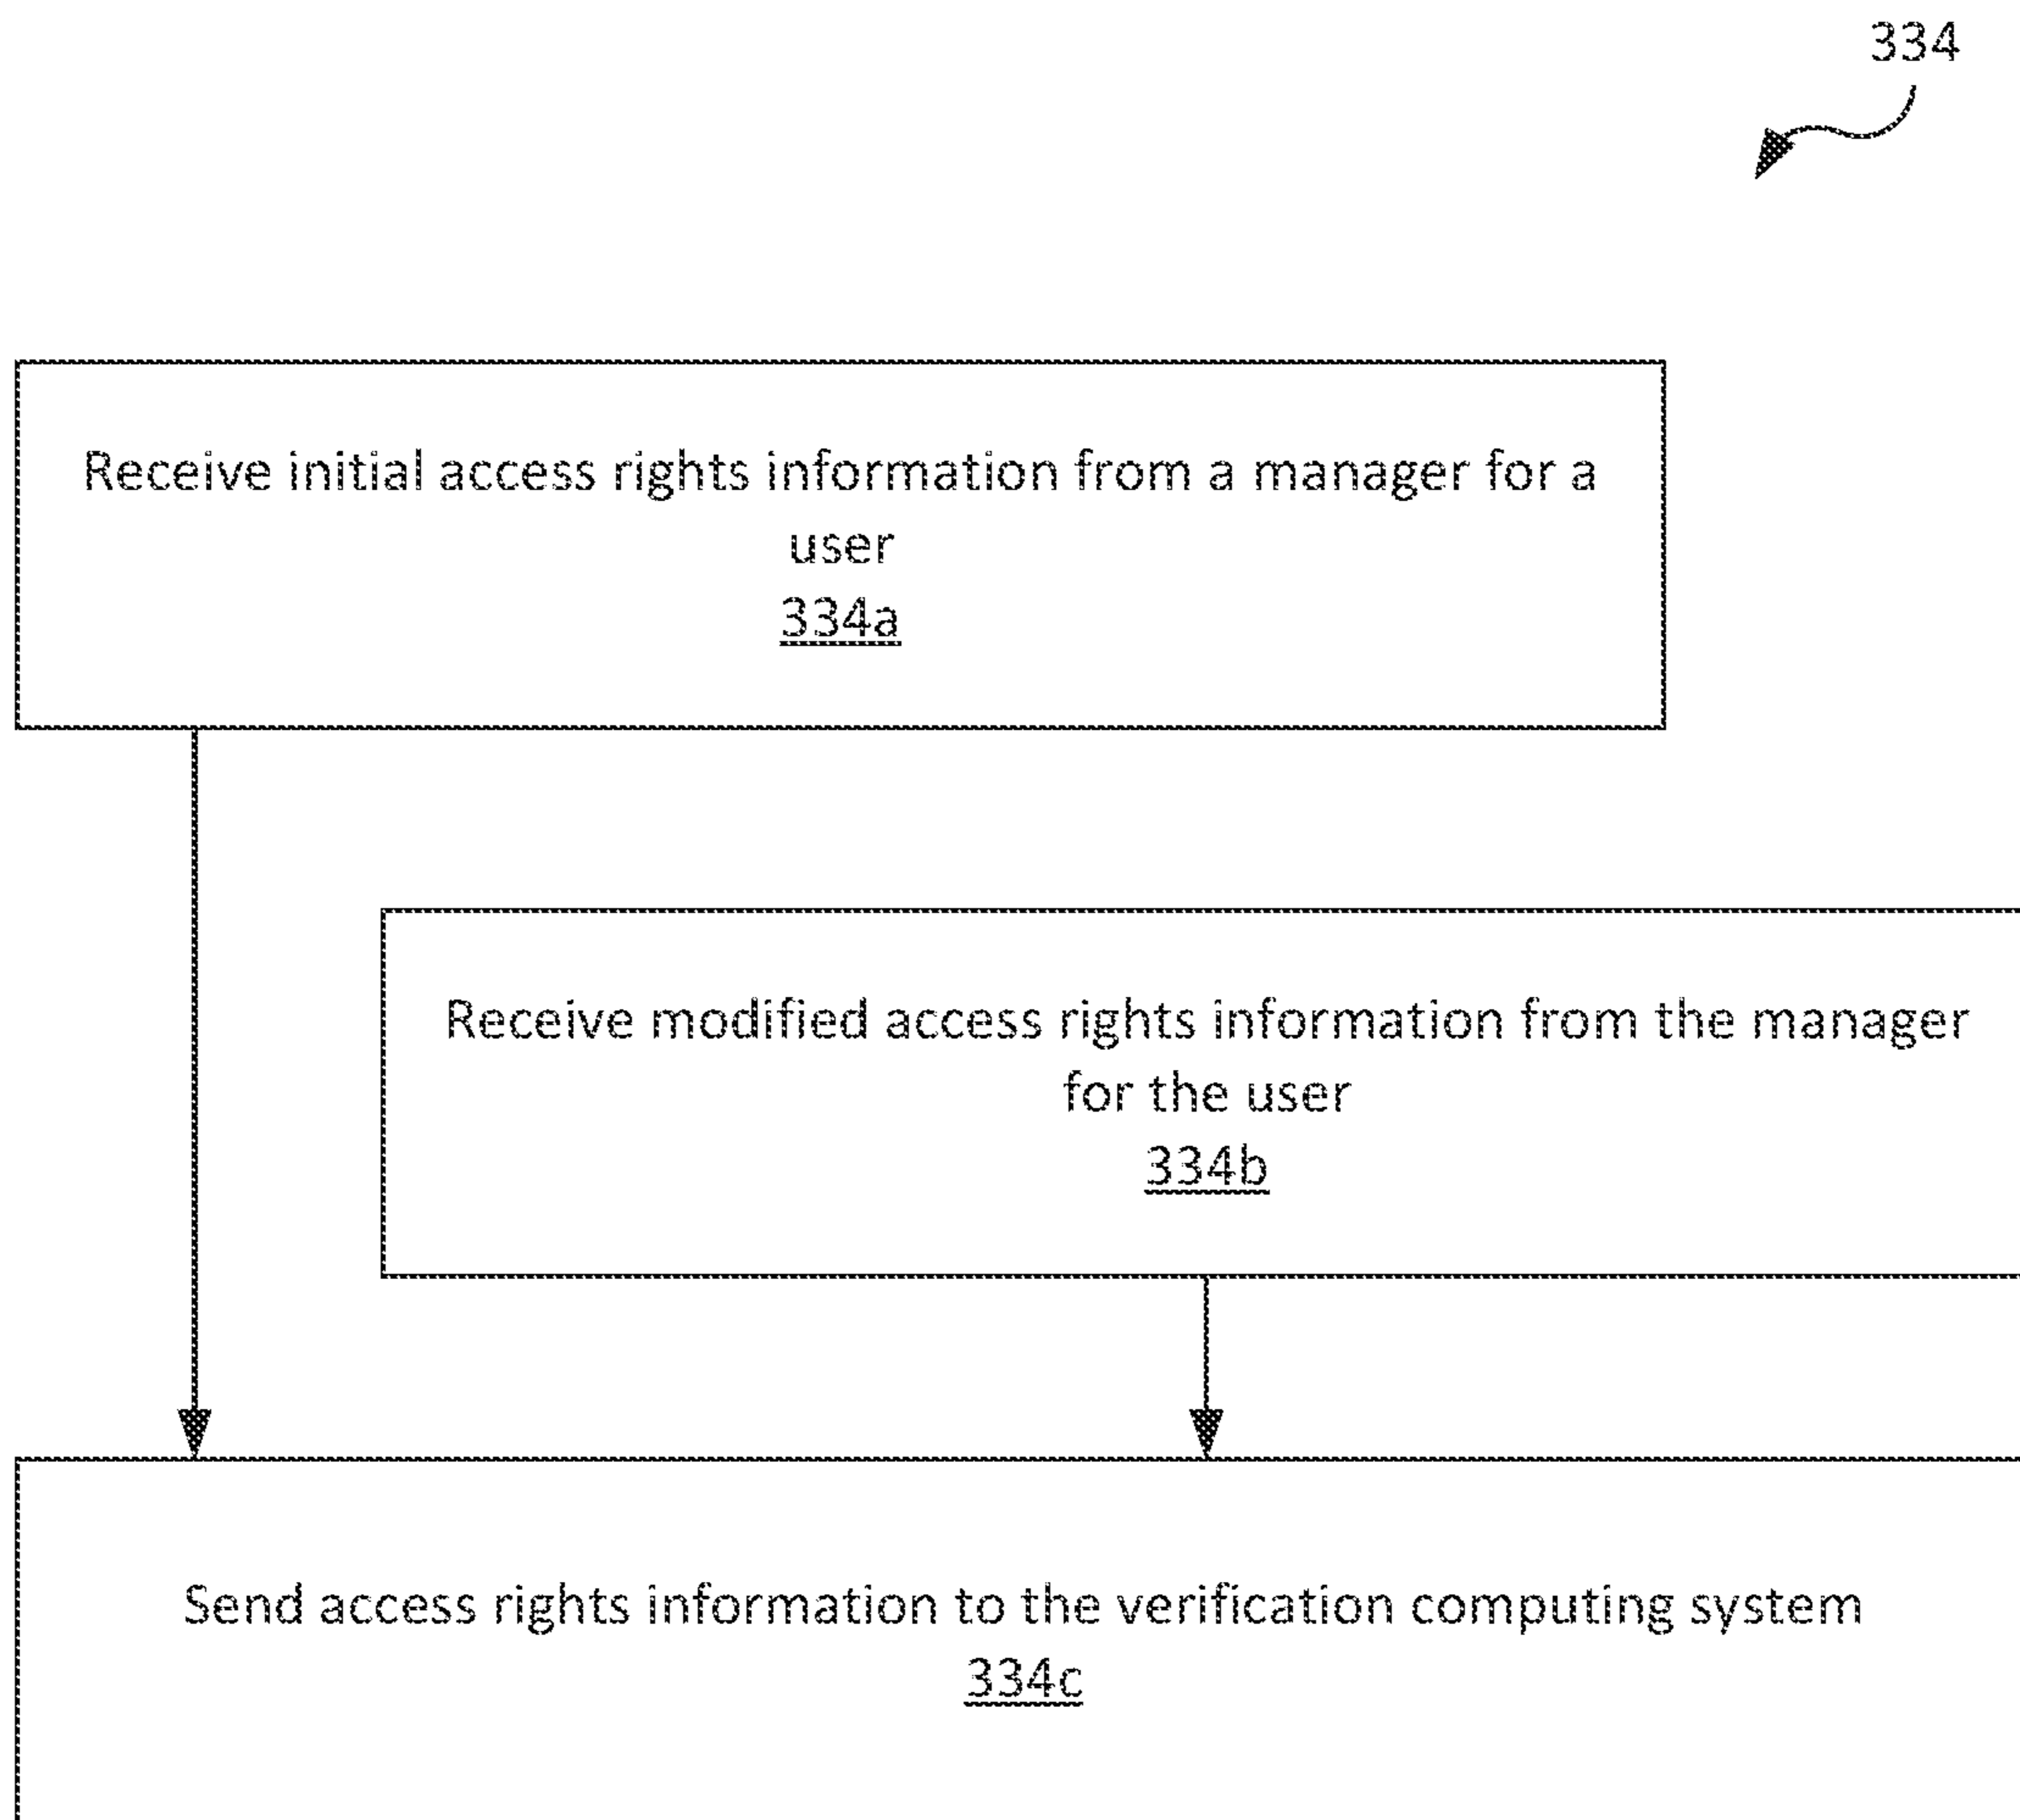 334
Receive initial access rights information from a manager for a
user
334a
Receive modified access rights information from the manager
for the user
334b
Send access rights information to the verification computing system
334c